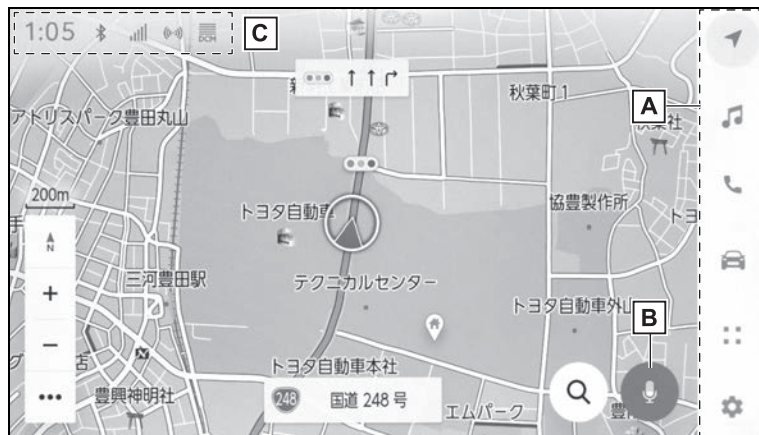 1:05 DCM
C
秋葉町1
A
アトリスパーク豊田丸山
200m
N
トヨタ自動車
協豊製作所
三河豊田駅
テクニカルセンター
トヨタ自動車外山
B
トヨタ自動車本社
豊興神明社
248 国道 248 号
エムパーク